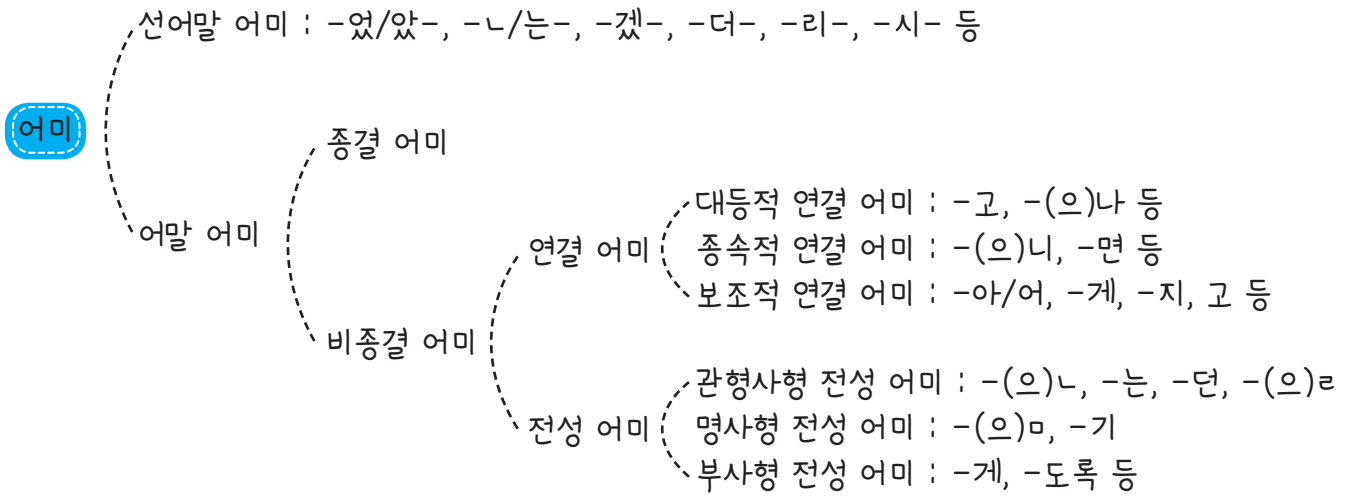 선어말 어미 : -었/았-, -ㄴ/는-, -겠-, -더-, -리-, -시- 등
어미
종결 어미
어말 어미
대등적 연결 어미 : -고, -(으)나 등
연결 어미
종속적 연결 어미 : -(으)니, -면 등
보조적 연결 어미 : -아/어, -게, -지, 고 등
비종결 어미
관형사형 전성 어미 : -(으)ㄴ, -는, -던, -(으)ㄹ
전성 어미
명사형 전성 어미 : -(으)ㅁ, -기
부사형 전성 어미 : -게, -도록 등